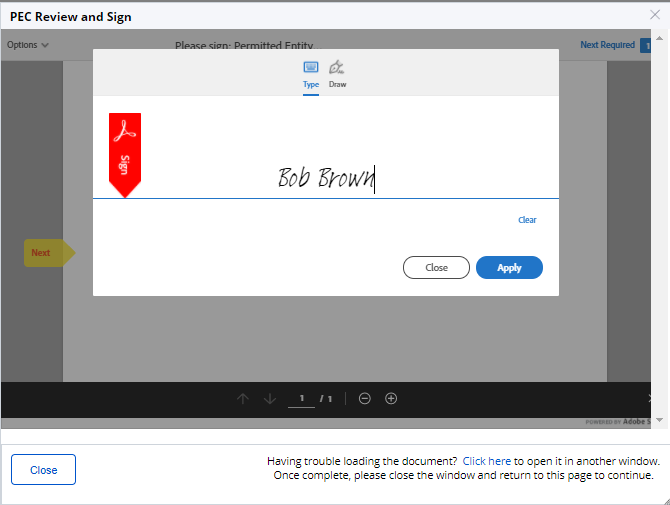 PEC Review and Sign
Options
Please sign: Permitted Entity...
Next Required
1
Type
Draw
Sign
Bob Brown
Clear
Next
Close
Apply
1 / 1
POWERED BY Adobe S
Close
Having trouble loading the document? Click here to open it in another window.
Once complete, please close the window and return to this page to continue.